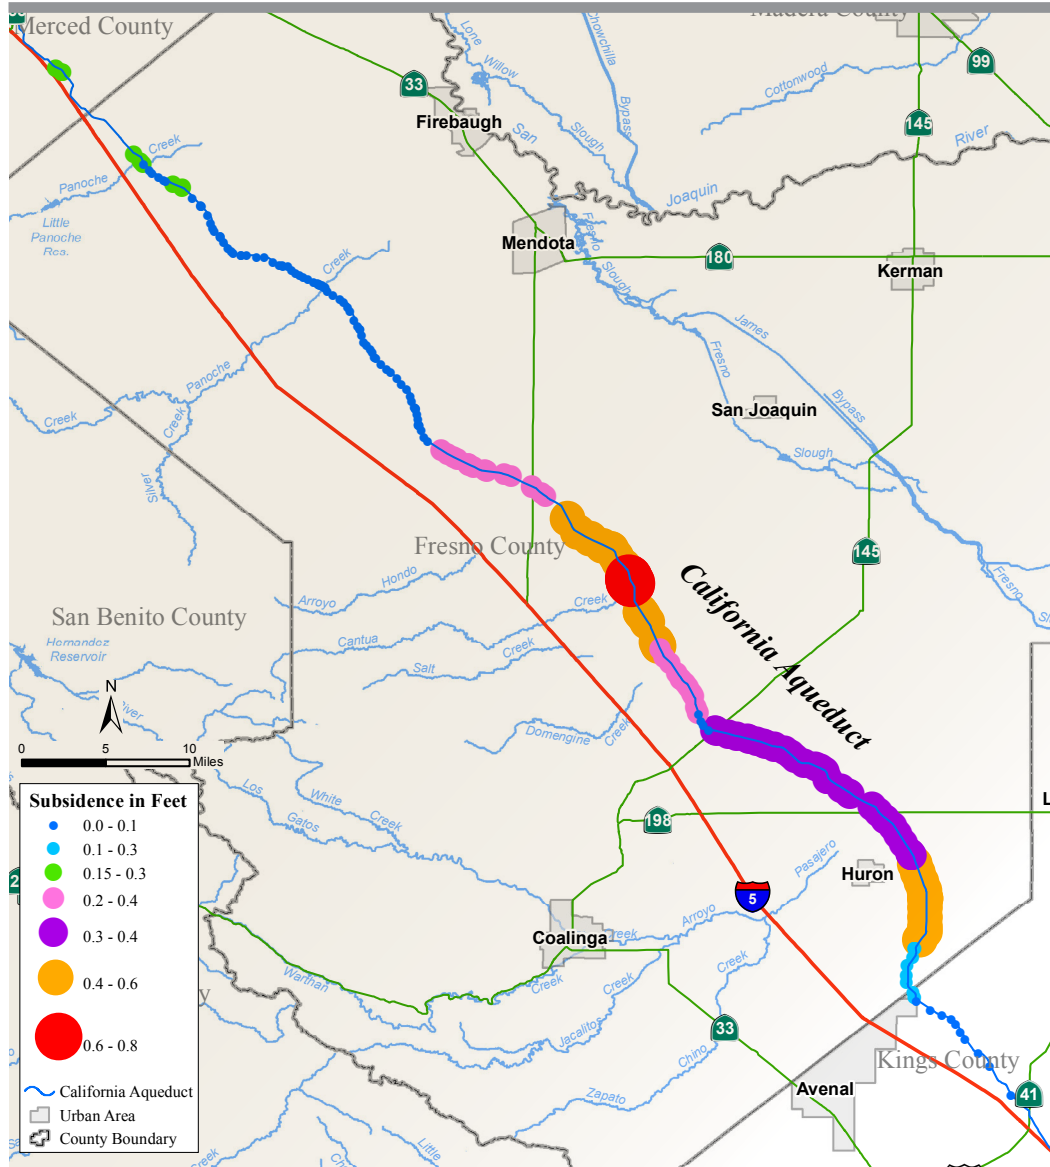 Merced County
Madera County
Lone
Willow
Chowchilla
Bypass
Cottonwood
99
33
Firebaugh
San
Slough
145
River
Creek
Panoche
Joaquin
Little
Panoche
Res.
Mendota
Fresno
Slough
180
Kerman
Creek
James
Fresno
Bypass
Panoche
San Joaquin
Creek
Creek
Silver
Slough
Fresno County
145
Hondo
Arroyo
Creek
Fresno
California Aqueduct
San Benito County
Hernandez
Reservoir
Cantua
Creek
Salt
N
River
Domengine
Creek
0 5 10
Miles
Los
Gatos
White
Creek
198
L
Subsidence in Feet
0.0 - 0.1
0.1 - 0.3
0.15 - 0.3
0.2 - 0.4
0.3 - 0.4
0.4 - 0.6
0.6 - 0.8
California Aqueduct
Urban Area
County Boundary
2
Pasajero
Huron
5
Arroyo
Coalinga
Creek
Creek
Warthan
Creek
Jacalitos
Creek
33
Chino
Kings County
Zapato
Avenal
41
Creek
Little